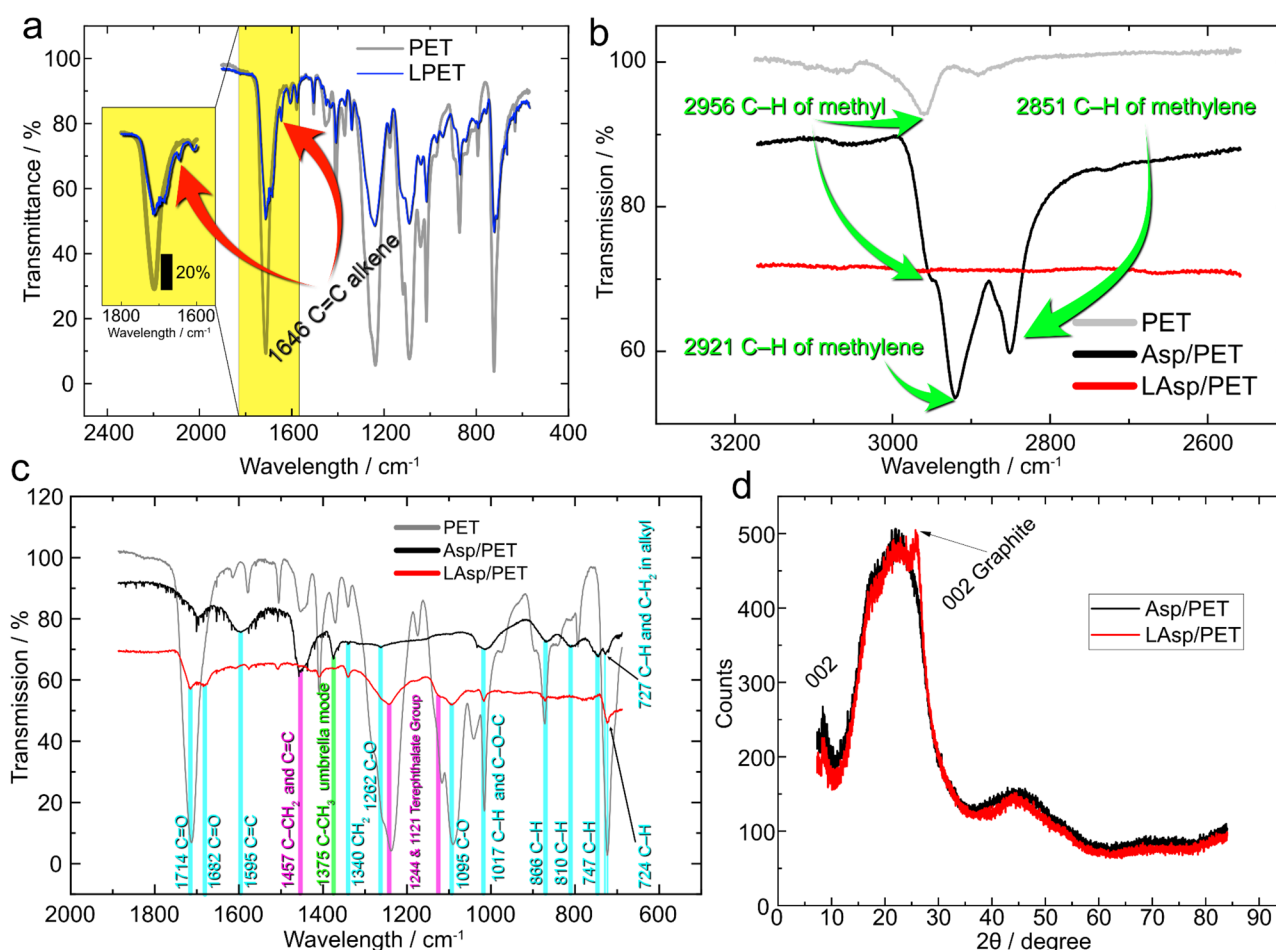 a
PET
LPET
Transmittance / %
100
80
60
40
20
0
20%
1800
1600
Wavelength / cm⁻¹
1646 C=C alkene
2400
2000
1600
1200
800
400
Wavelength / cm⁻¹
b
2956 C–H of methyl
2851 C–H of methylene
2921 C–H of methylene
Transmission / %
100
80
60
PET
Asp/PET
LAsp/PET
3200
3000
2800
2600
Wavelength / cm⁻¹
c
PET
Asp/PET
LAsp/PET
Transmission / %
120
100
80
60
40
20
0
1714 C=O
1682 C=O
1595 C=C
1457 C–CH₂ and C=C
1375 C-CH₃ umbrella mode
1340 CH₂
1262 C-O
1244 & 1121 Terephthalate Group
1095 C-O
1017 C–H and C–O–C
866 C–H
810 C–H
747 C–H
727 C–H and C-H₂ in alkyl
724 C–H
2000
1800
1600
1400
1200
1000
800
600
Wavelength / cm⁻¹
d
002 Graphite
002
Asp/PET
LAsp/PET
Counts
500
400
300
200
100
0
0
10
20
30
40
50
60
70
80
90
2θ / degree